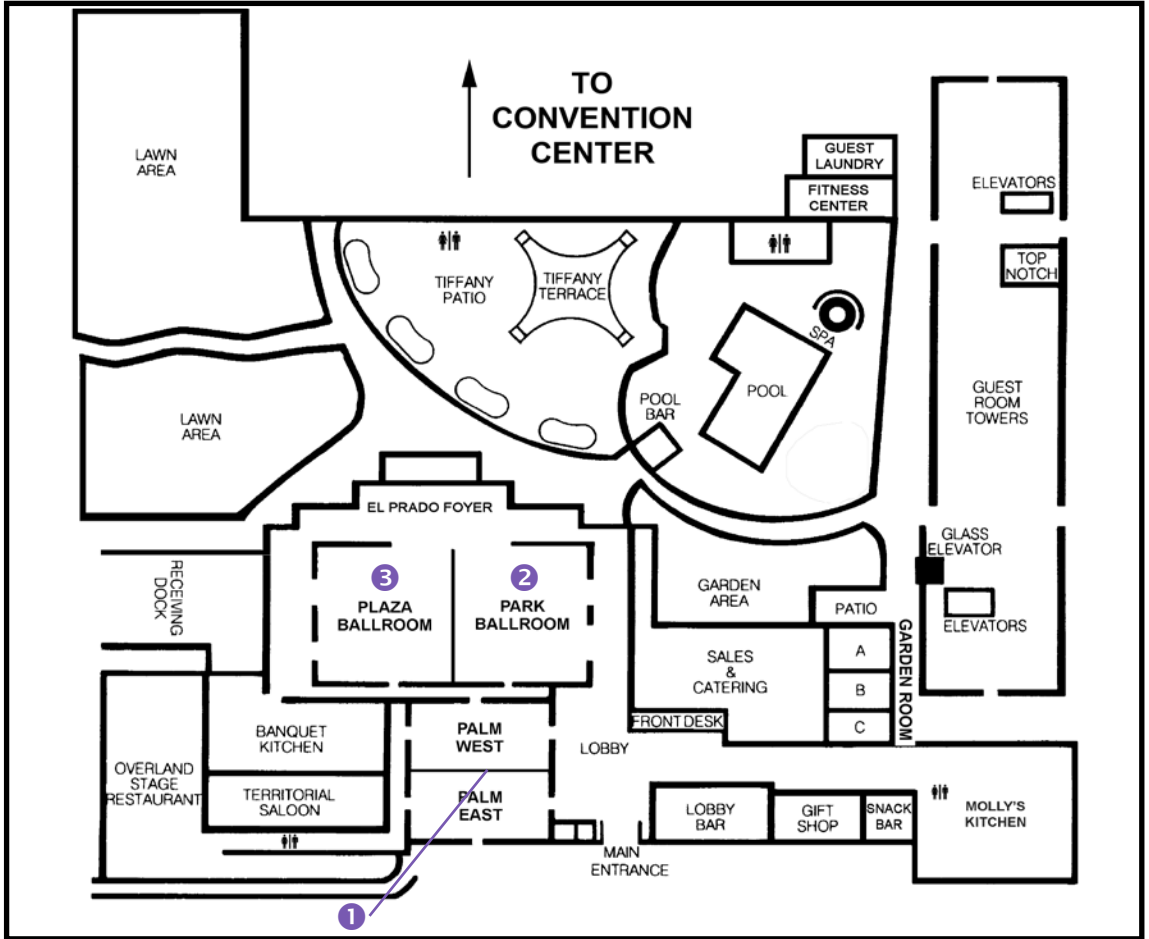 TO
CONVENTION
CENTER
LAWN
AREA
GUEST
LAUNDRY
FITNESS
CENTER
ELEVATORS
TOP
NOTCH
TIFFANY
PATIO
TIFFANY
TERRACE
SPA
POOL
POOL
BAR
GUEST
ROOM
TOWERS
LAWN
AREA
EL PRADO FOYER
GLASS
ELEVATOR
ELEVATORS
RECEIVING
DOCK
3
PLAZA
BALLROOM
2
PARK
BALLROOM
GARDEN
AREA
PATIO
GARDEN ROOM
A
B
C
SALES
&
CATERING
FRONT DESK
LOBBY
PALM
WEST
PALM
EAST
BANQUET
KITCHEN
TERRITORIAL
SALOON
OVERLAND
STAGE
RESTAURANT
LOBBY
BAR
GIFT
SHOP
SNACK
BAR
MOLLY'S
KITCHEN
MAIN
ENTRANCE
1